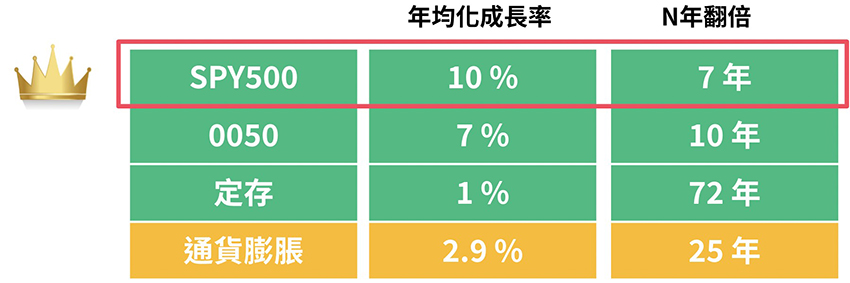 年均化成長率 N年翻倍
SPY500 10 % 7 年
0050 7 % 10 年
定存 1 % 72 年
通貨膨脹 2.9 % 25 年